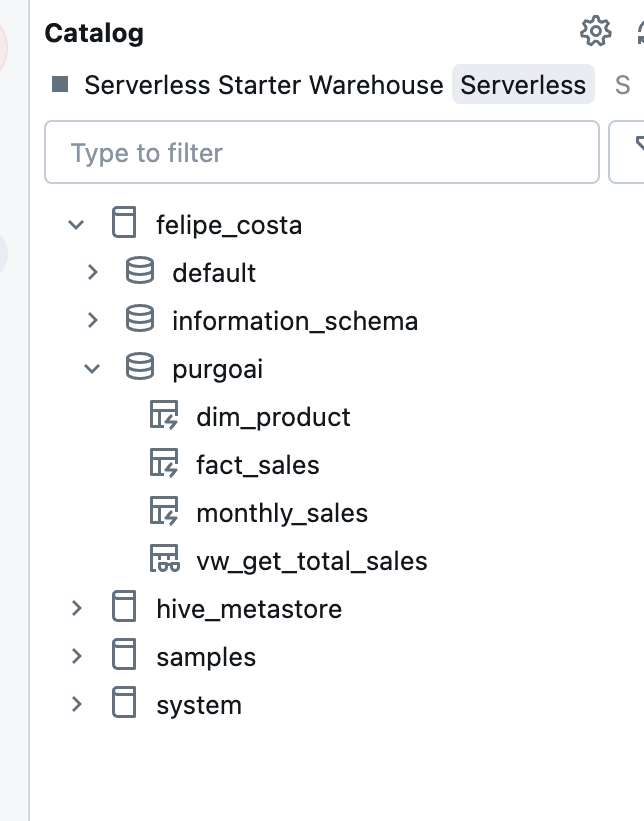 Catalog
Serverless Starter Warehouse Serverless S
Type to filter
felipe_costa
default
information_schema
purgoai
dim_product
fact_sales
monthly_sales
vw_get_total_sales
hive_metastore
samples
system